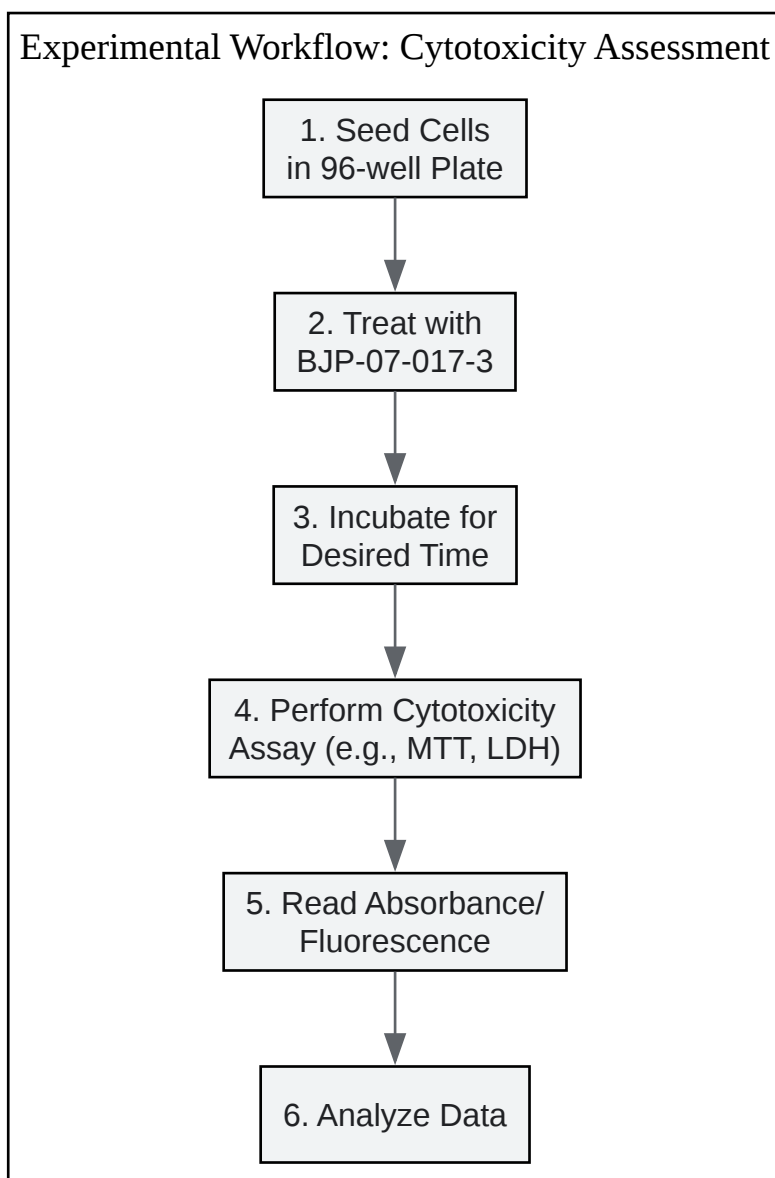 Experimental Workflow: Cytotoxicity Assessment
1. Seed Cells
in 96-well Plate
2. Treat with
BJP-07-017-3
3. Incubate for
Desired Time
4. Perform Cytotoxicity
Assay (e.g., MTT, LDH)
5. Read Absorbance/
Fluorescence
6. Analyze Data